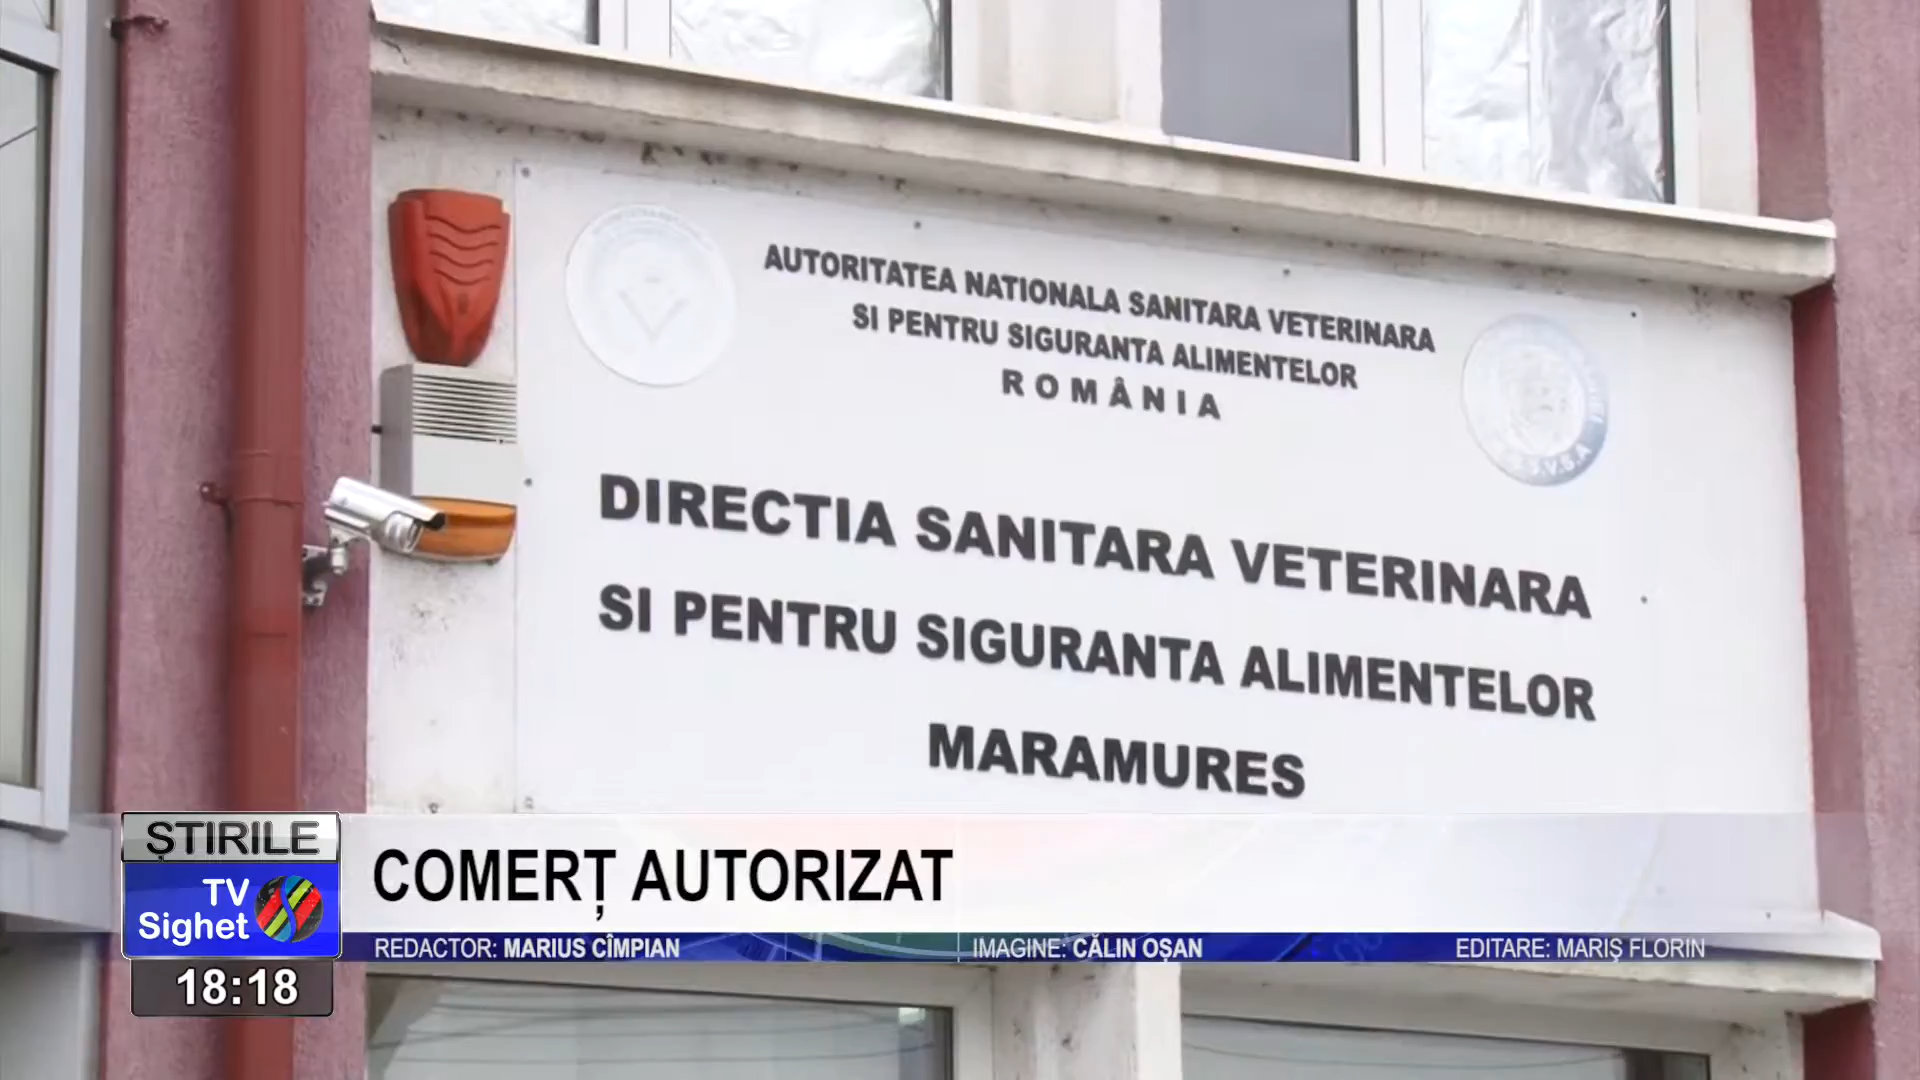 AUTORITATEA NATIONALA SANITARA VETERINARA
SI PENTRU SIGURANTA ALIMENTELOR
ROMÂNIA
DIRECTIA SANITARA VETERINARA
SI PENTRU SIGURANTA ALIMENTELOR
MARAMURES
ȘTIRILE
TV
Sighet
18:18
COMERȚ AUTORIZAT
REDACTOR: MARIUS CÎMPIAN
IMAGINE: CĂLIN OȘAN
EDITARE: MARIȘ FLORIN